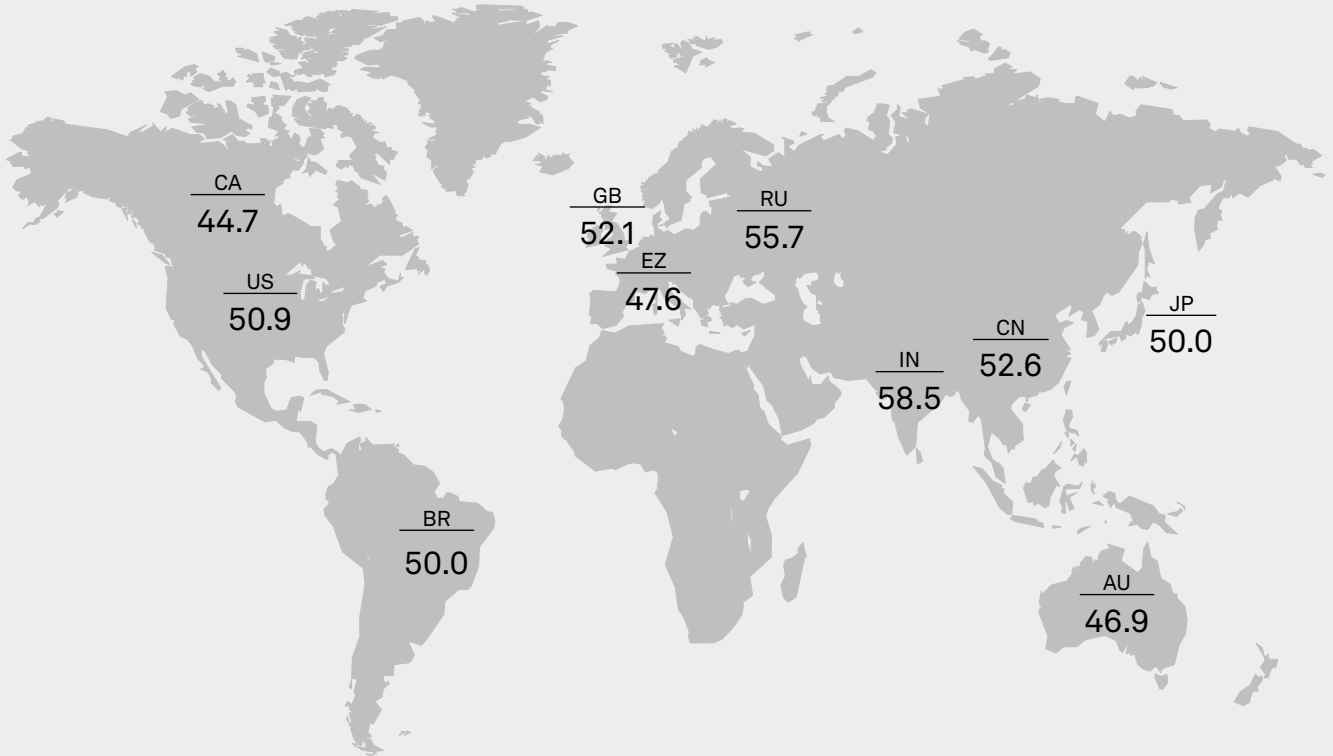 CA
44.7
US
50.9
BR
50.0
GB
52.1
EZ
47.6
RU
55.7
IN
58.5
CN
52.6
JP
50.0
AU
46.9